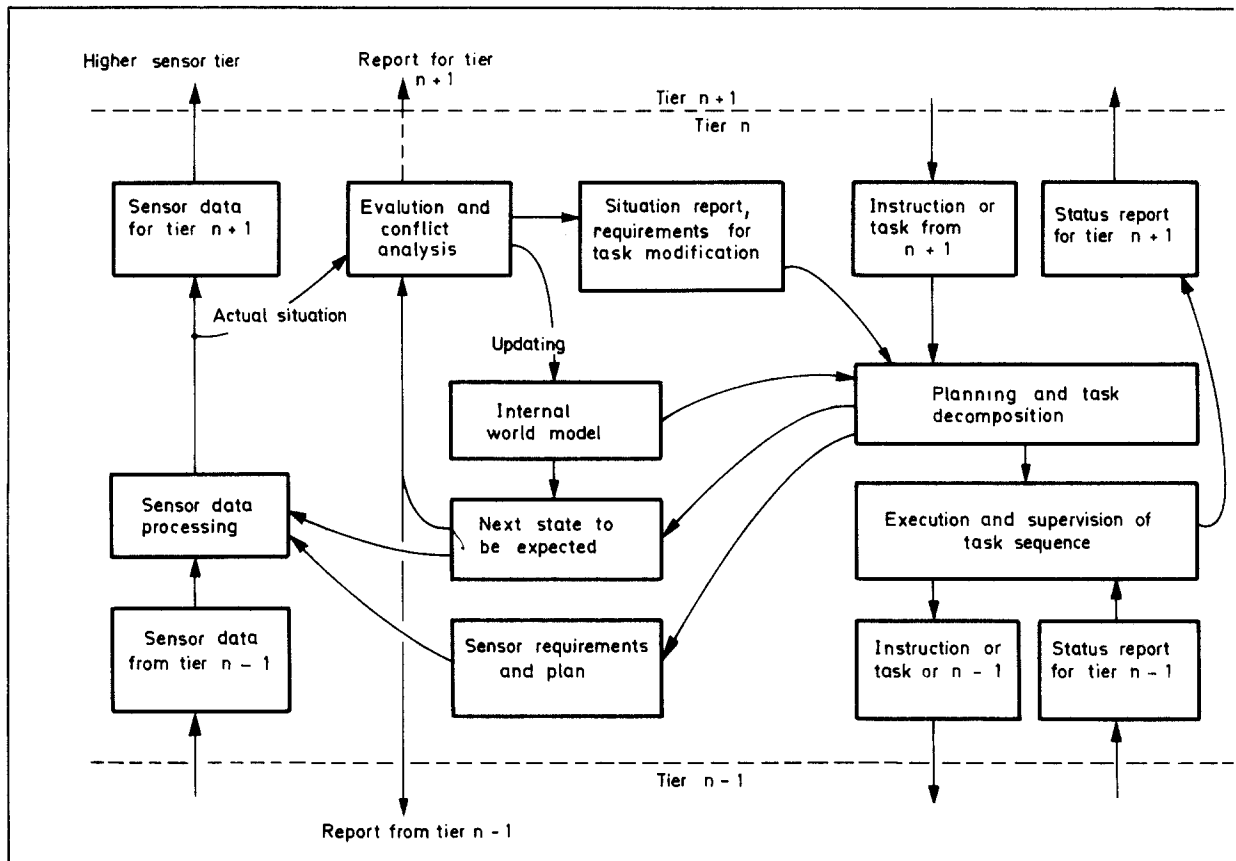 Higher sensor tier
Report for tier
n + 1
Tier n + 1
Tier n
Sensor data
for tier n + 1
Evalution and
conflict
analysis
Situation report,
requirements for
task modification
Instruction or
task from
n + 1
Status report
for tier n + 1
Actual situation
Updating
Internal
world model
Planning and task
decomposition
Sensor data
processing
Next state to
be expected
Execution and supervision of
task sequence
Sensor data
from tier n - 1
Sensor requirements
and plan
Instruction or
task or n - 1
Status report
for tier n - 1
Tier n - 1
Report from tier n - 1